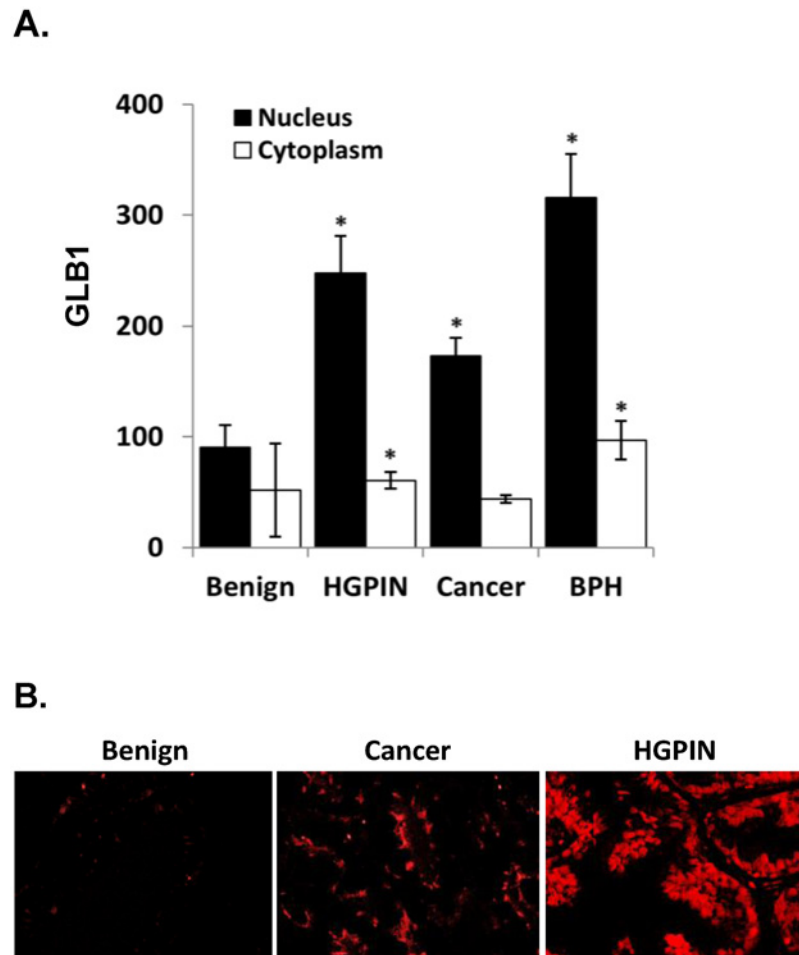 A.
400
300
200
100
0
GLB1
Nucleus
Cytoplasm
*
*
*
*
*
Benign HGPIN Cancer BPH
B.
Benign Cancer HGPIN